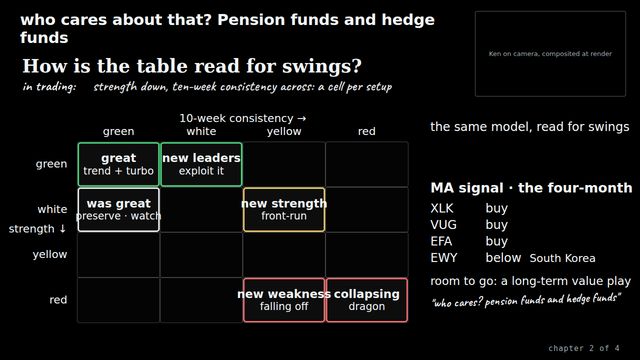 who cares about that? Pension funds and hedge
funds
Ken on camera, composited at render
How is the table read for swings?
in trading: strength down, ten-week consistency across: a cell per setup
10-week consistency →
green white yellow red
the same model, read for swings
green
great
trend + turbo
new leaders
exploit it
white
was great
preserve · watch
new strength
front-run
strength ↓
yellow
red
new weakness
falling off
collapsing
dragon
MA signal · the four-month
XLK buy
VUG buy
EFA buy
EWY below South Korea
room to go: a long-term value play
"who cares? pension funds and hedge funds"
chapter 2 of 4